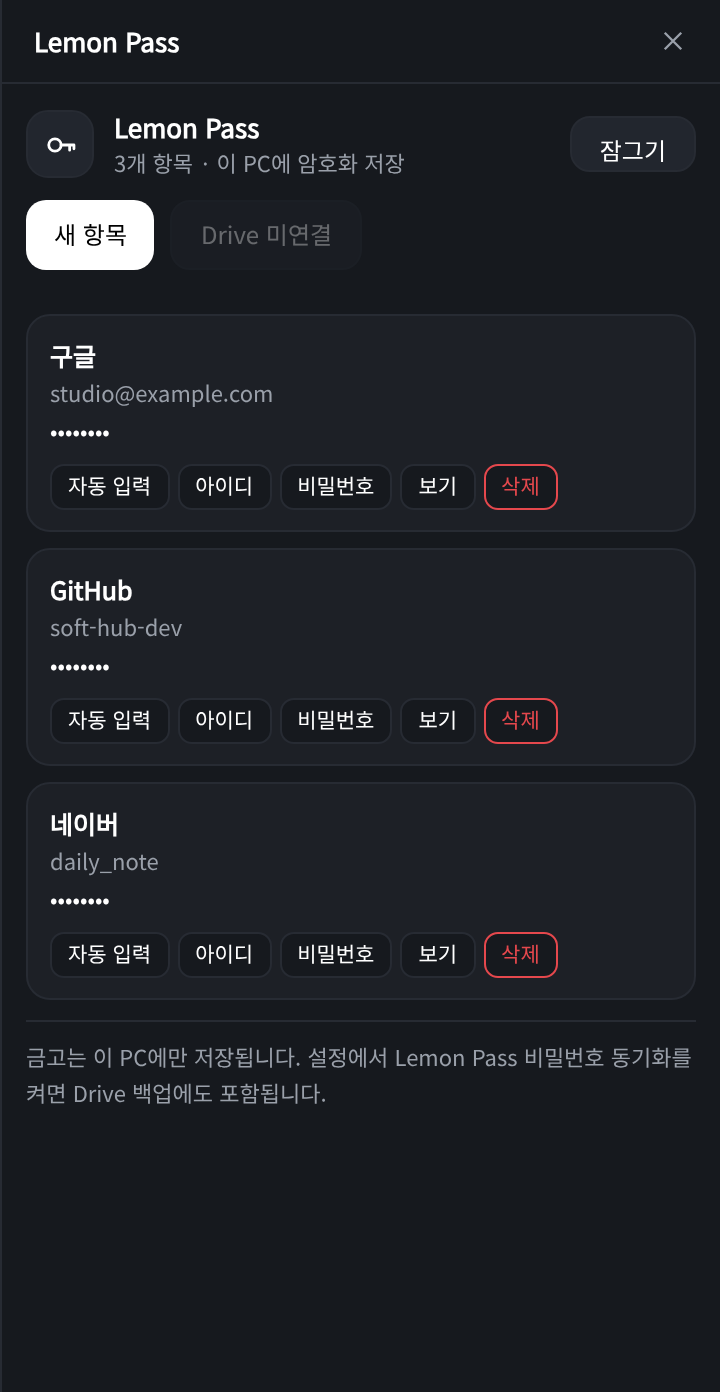 Lemon Pass
Lemon Pass
3개 항목 · 이 PC에 암호화 저장
잠그기
새 항목
Drive 미연결
구글
studio@example.com
••••••••
자동 입력
아이디
비밀번호
보기
삭제
GitHub
soft-hub-dev
••••••••
자동 입력
아이디
비밀번호
보기
삭제
네이버
daily_note
••••••••
자동 입력
아이디
비밀번호
보기
삭제
금고는 이 PC에만 저장됩니다. 설정에서 Lemon Pass 비밀번호 동기화를
켜면 Drive 백업에도 포함됩니다.